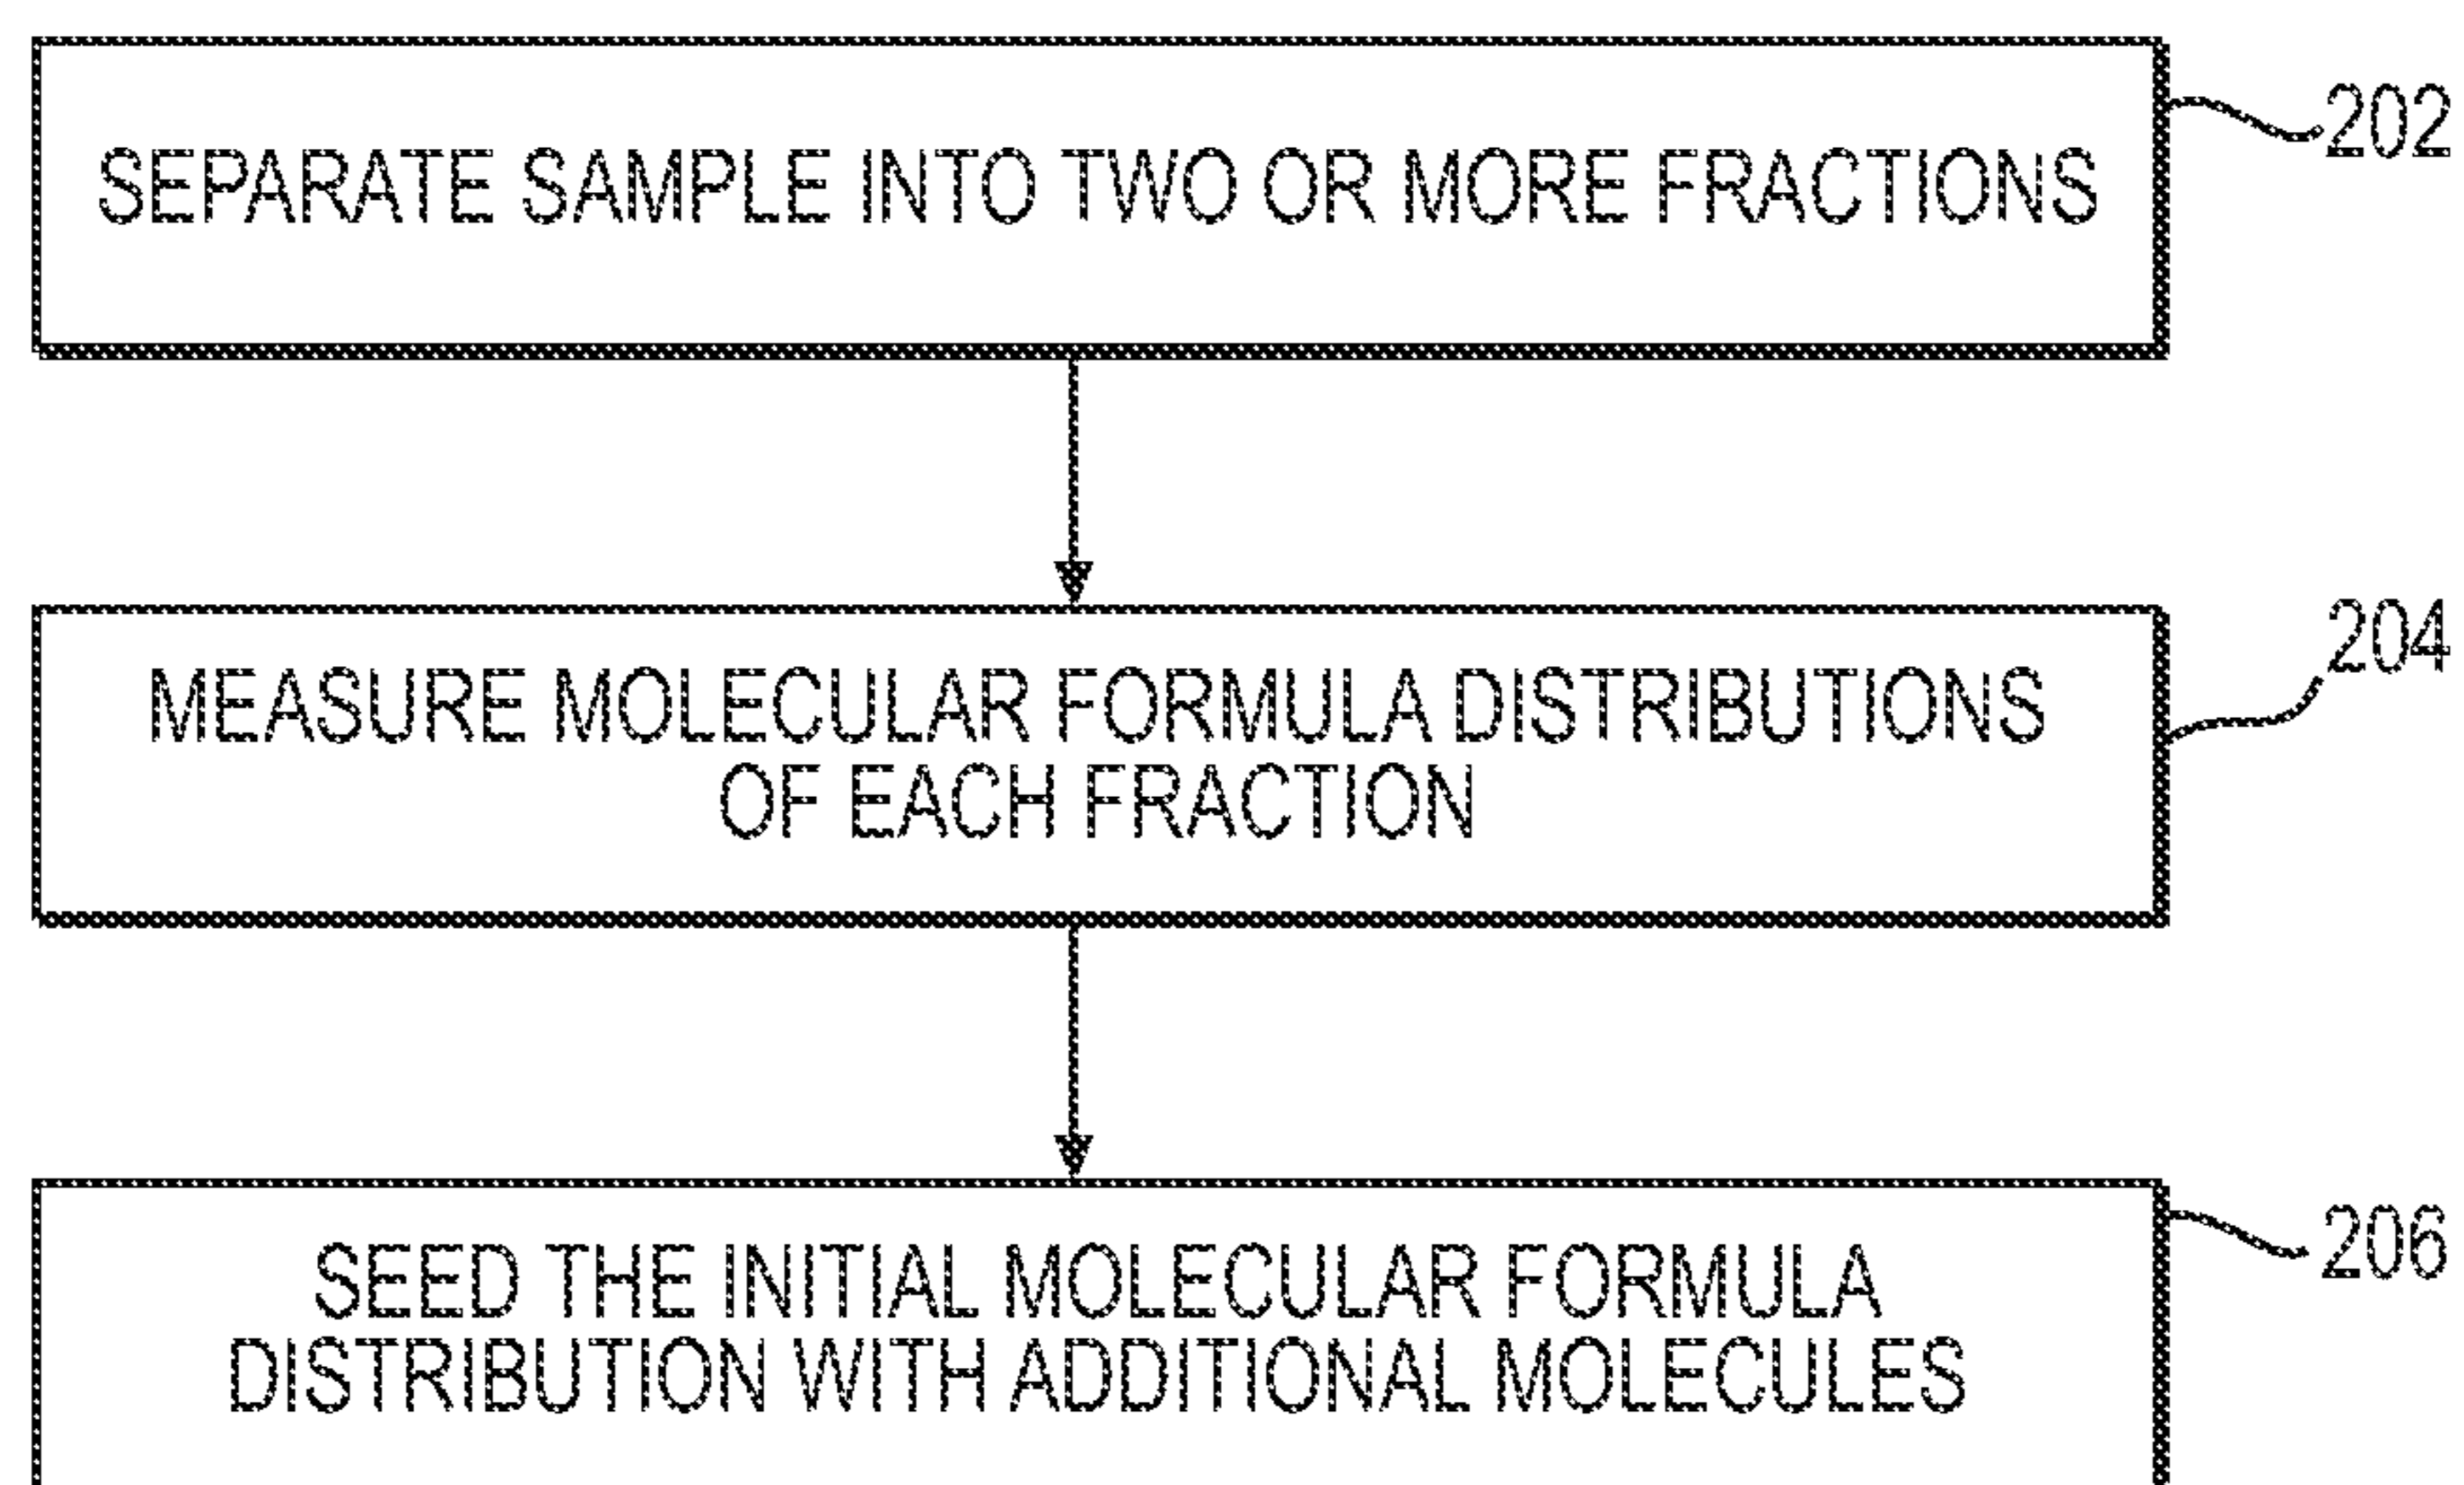 SEPARATE SAMPLE INTO TWO OR MORE FRACTIONS
202
MEASURE MOLECULAR FORMULA DISTRIBUTIONS
OF EACH FRACTION
204
SEED THE INITIAL MOLECULAR FORMULA
DISTRIBUTION WITH ADDITIONAL MOLECULES
206